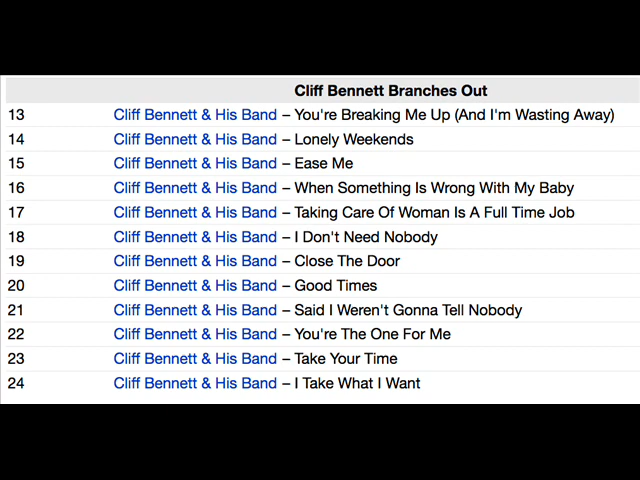 Cliff Bennett Branches Out
13 Cliff Bennett & His Band – You're Breaking Me Up (And I'm Wasting Away)
14 Cliff Bennett & His Band – Lonely Weekends
15 Cliff Bennett & His Band – Ease Me
16 Cliff Bennett & His Band – When Something Is Wrong With My Baby
17 Cliff Bennett & His Band – Taking Care Of Woman Is A Full Time Job
18 Cliff Bennett & His Band – I Don't Need Nobody
19 Cliff Bennett & His Band – Close The Door
20 Cliff Bennett & His Band – Good Times
21 Cliff Bennett & His Band – Said I Weren't Gonna Tell Nobody
22 Cliff Bennett & His Band – You're The One For Me
23 Cliff Bennett & His Band – Take Your Time
24 Cliff Bennett & His Band – I Take What I Want